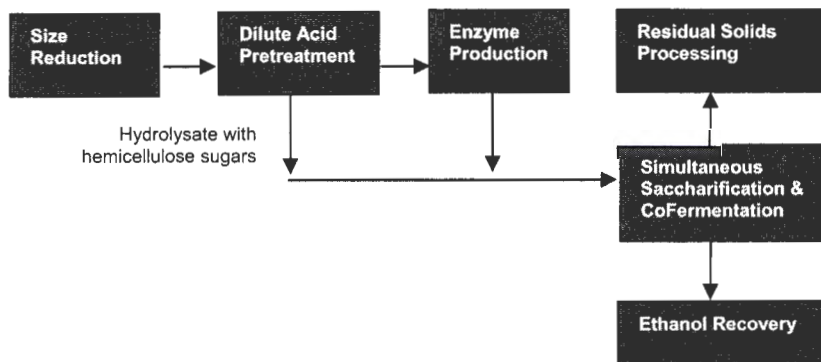 Size
Reduction
Dilute Acid
Pretreatment
Enzyme
Production
Residual Solids
Processing
Hydrolysate with
hemicellulose sugars
Simultaneous
Saccharification &
CoFermentation
Ethanol Recovery